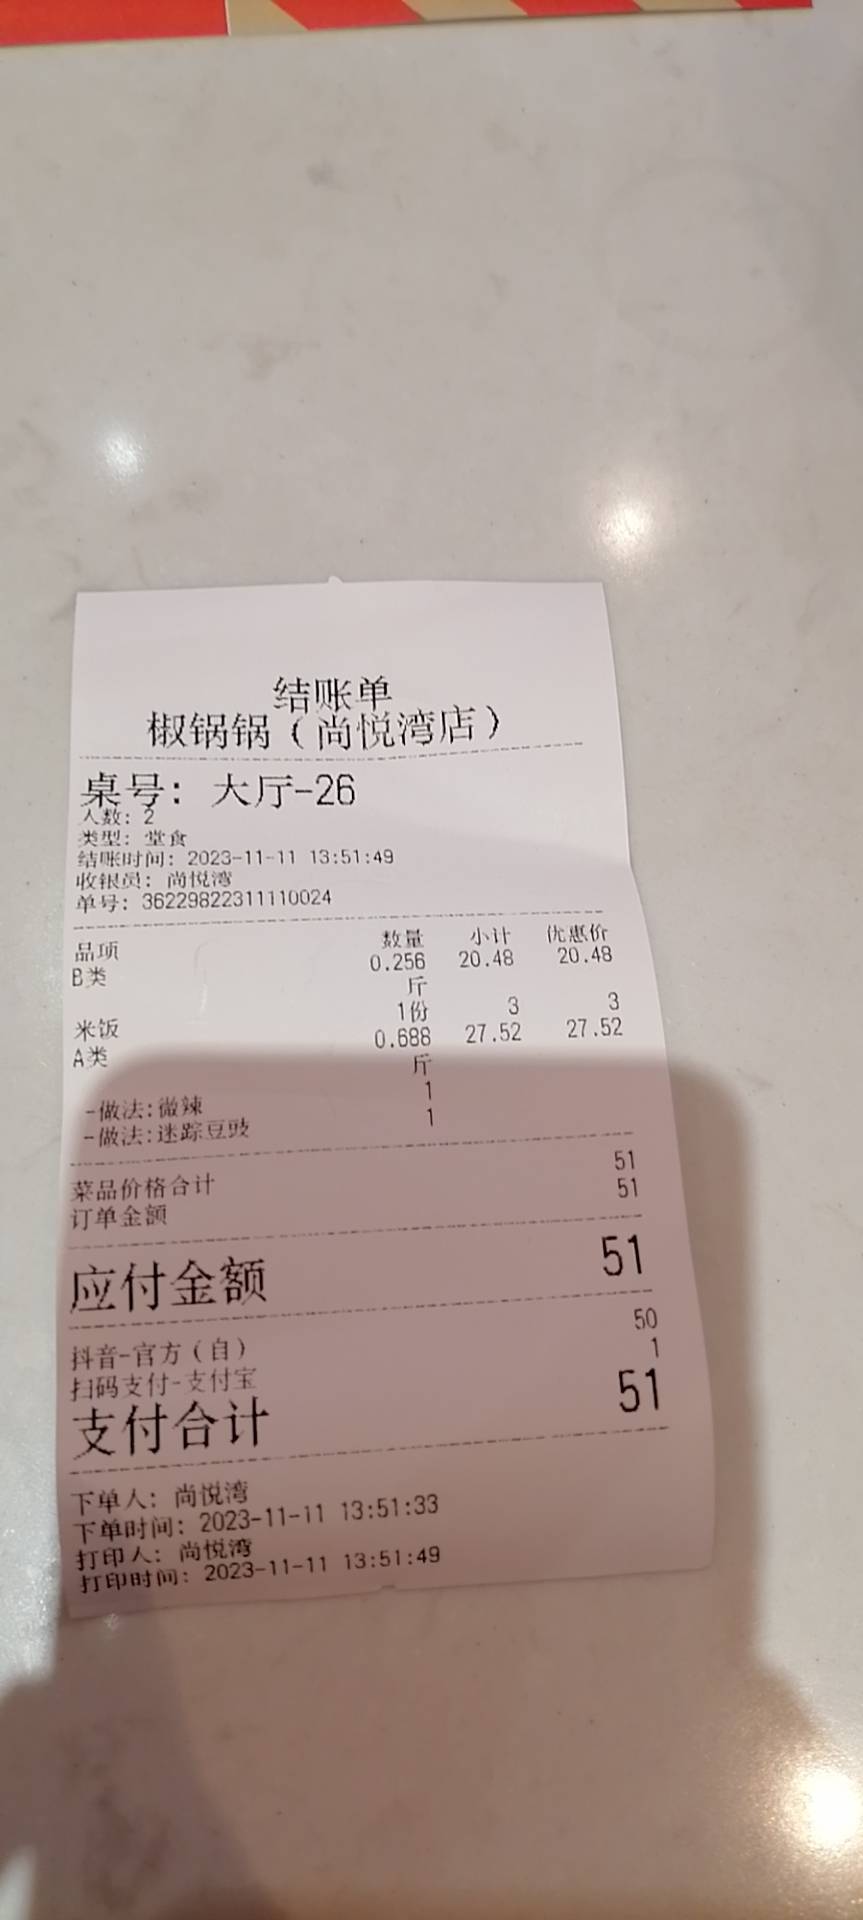 结账单
椒锅锅（尚悦湾店）
桌号: 大厅-26
人数: 2
类型: 堂食
结账时间: 2023-11-11 13:51:49
收银员: 尚悦湾
单号: 36229822311110024
品项 数量 小计 优惠价
B类 0.256 20.48 20.48
斤
米饭 1份 3 3
A类 0.688 27.52 27.52
斤
-做法:微辣 1
-做法:迷踪豆豉 1
菜品价格合计 51
订单金额 51
应付金额 51
抖音-官方（自） 50
扫码支付-支付宝 1
支付合计 51
下单人: 尚悦湾
下单时间: 2023-11-11 13:51:33
打印人: 尚悦湾
打印时间: 2023-11-11 13:51:49